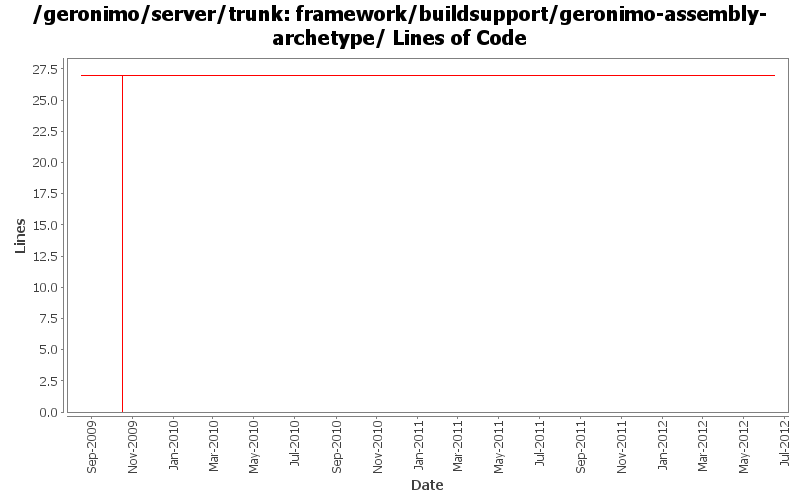 /geronimo/server/trunk: framework/buildsupport/geronimo-assembly-
archetype/ Lines of Code
27.5
25.0
22.5
20.0
17.5
15.0
12.5
10.0
7.5
5.0
2.5
0.0
Lines
Sep-2009
Nov-2009
Jan-2010
Mar-2010
May-2010
Jul-2010
Sep-2010
Nov-2010
Jan-2011
Mar-2011
May-2011
Jul-2011
Sep-2011
Nov-2011
Jan-2012
Mar-2012
May-2012
Jul-2012
Date